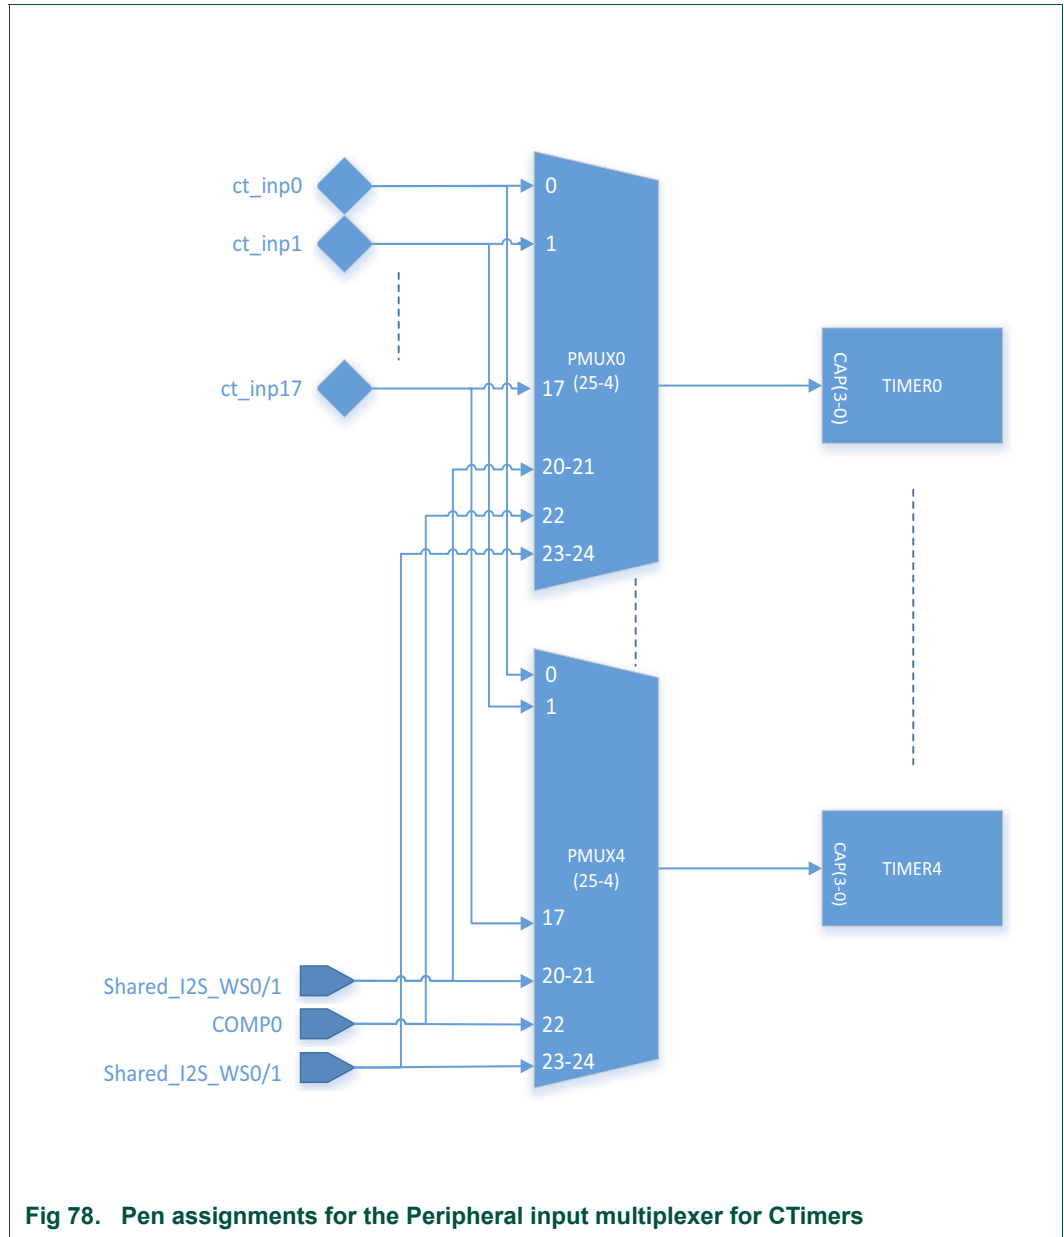 ct_inp0
0
ct_inp1
1
PMUX0
(25-4)
ct_inp17
17
CAP(3-0)
TIMER0
20-21
22
23-24
0
1
PMUX4
(25-4)
CAP(3-0)
TIMER4
17
Shared_I2S_WS0/1
20-21
COMP0
22
Shared_I2S_WS0/1
23-24
Fig 78. Pen assignments for the Peripheral input multiplexer for CTimers